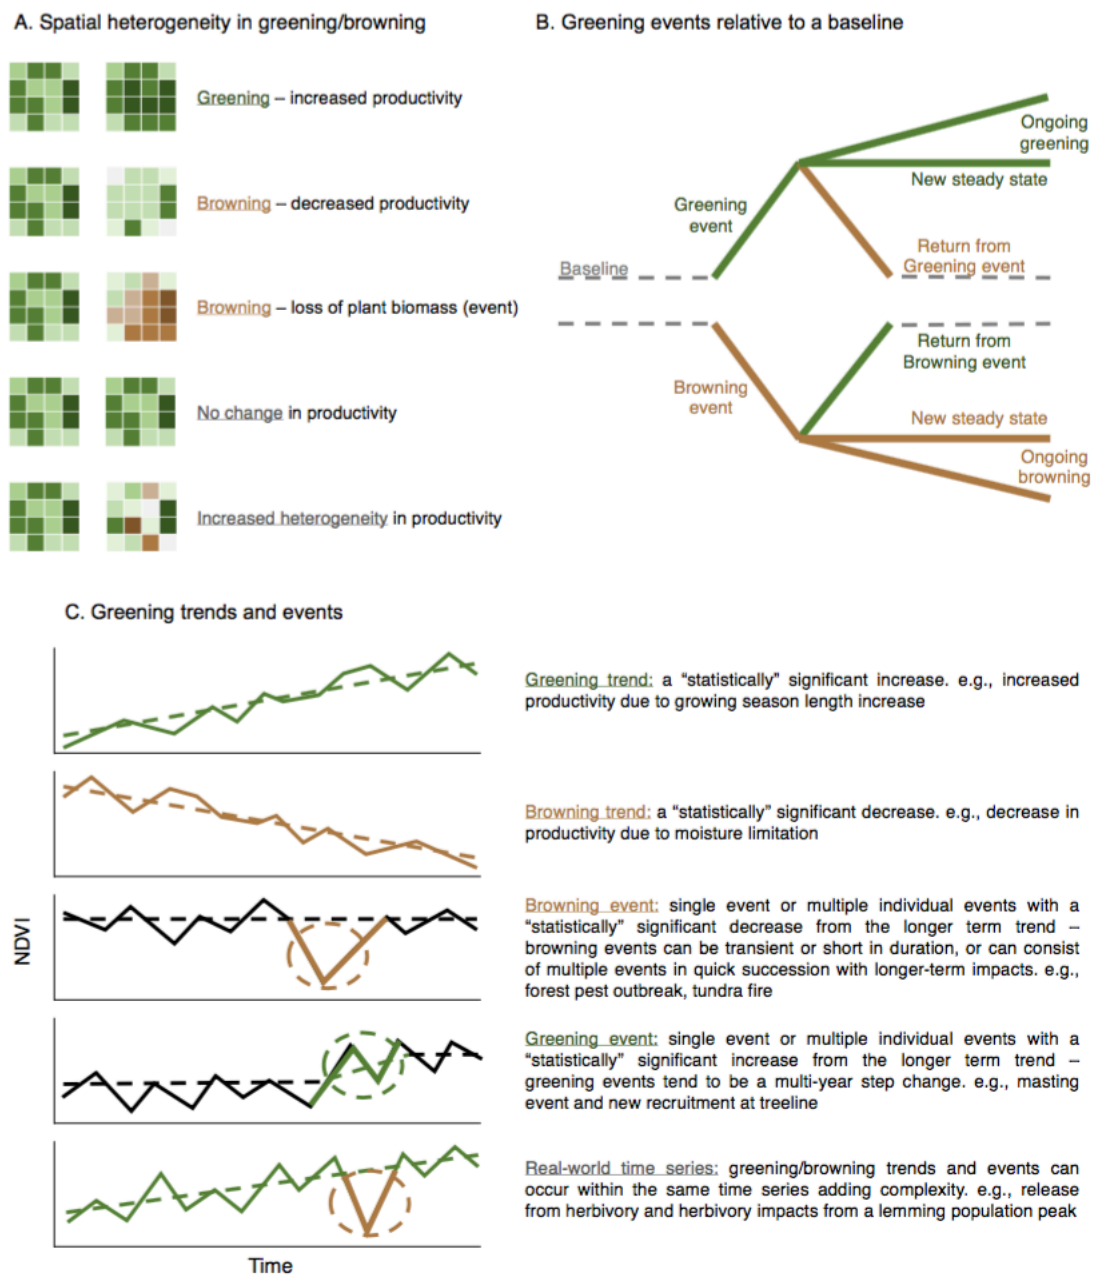 A. Spatial heterogeneity in greening/browning
Greening – increased productivity
Browning – decreased productivity
Browning – loss of plant biomass (event)
No change in productivity
Increased heterogeneity in productivity
B. Greening events relative to a baseline
Ongoing
greening
New steady state
Greening
event
Return from
Greening event
Baseline
Return from
Browning event
Browning
event
New steady state
Ongoing
browning
C. Greening trends and events
Greening trend: a “statistically” significant increase. e.g., increased
productivity due to growing season length increase
Browning trend: a “statistically” significant decrease. e.g., decrease in
productivity due to moisture limitation
Browning event: single event or multiple individual events with a
“statistically” significant decrease from the longer term trend –
browning events can be transient or short in duration, or can consist
of multiple events in quick succession with longer-term impacts. e.g.,
forest pest outbreak, tundra fire
Greening event: single event or multiple individual events with a
“statistically” significant increase from the longer term trend –
greening events tend to be a multi-year step change. e.g., masting
event and new recruitment at treeline
Real-world time series: greening/browning trends and events can
occur within the same time series adding complexity. e.g., release
from herbivory and herbivory impacts from a lemming population peak
NDVI
Time